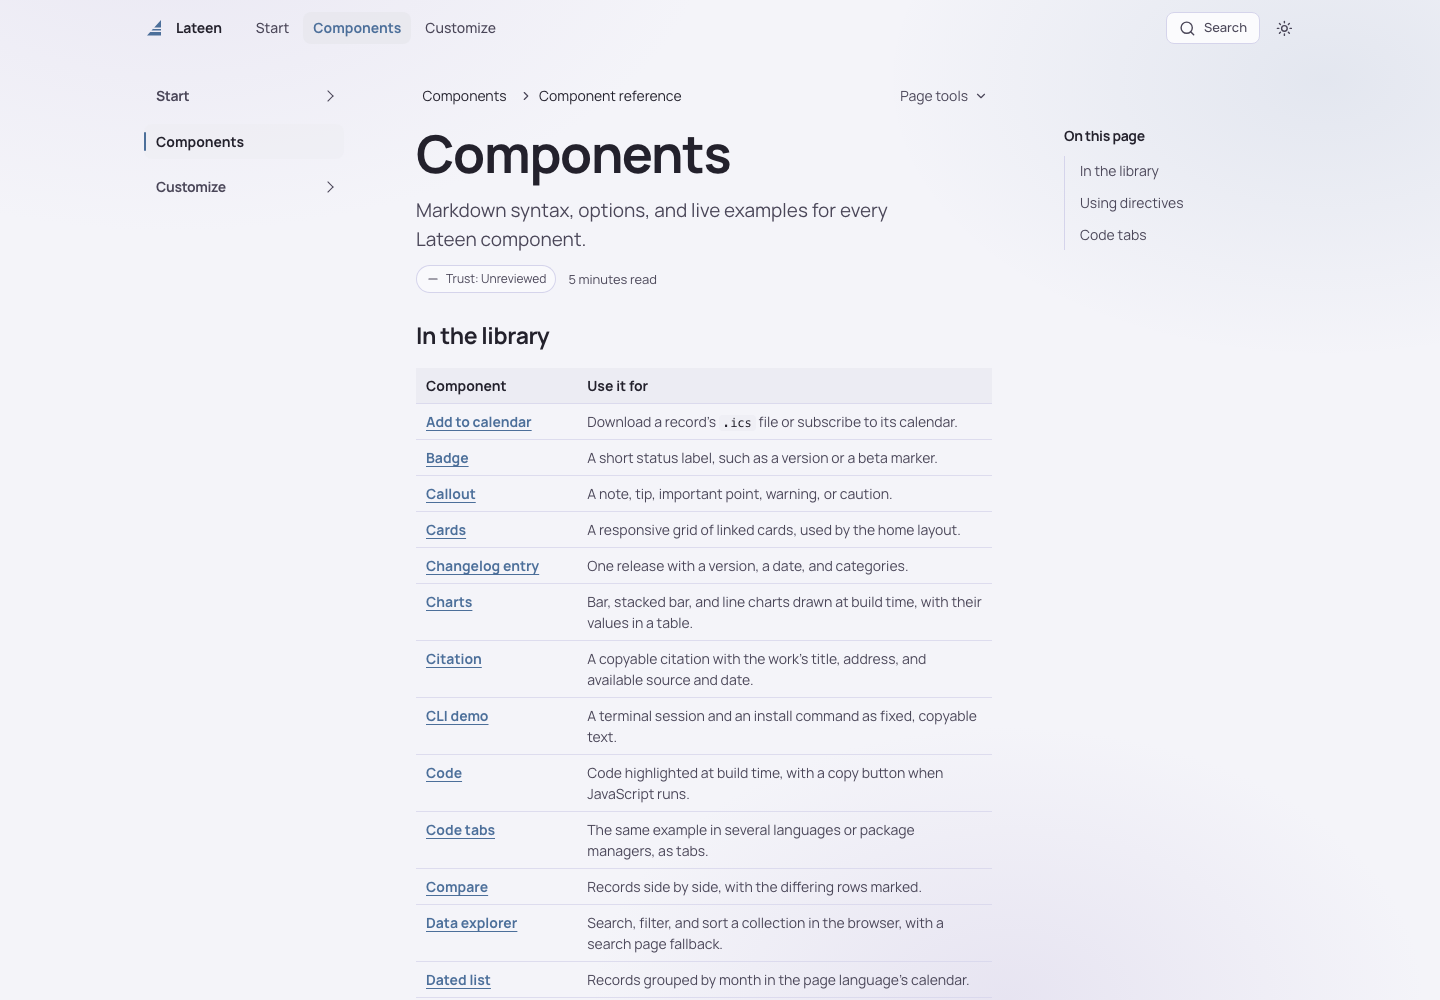 Lateen
Start
Components
Customize
Search
Start
Components
Customize
Components
Component reference
Page tools
Components
Markdown syntax, options, and live examples for every
Lateen component.
Trust: Unreviewed
5 minutes read
On this page
In the library
Using directives
Code tabs
In the library
Component
Use it for
Add to calendar
Download a record’s .ics file or subscribe to its calendar.
Badge
A short status label, such as a version or a beta marker.
Callout
A note, tip, important point, warning, or caution.
Cards
A responsive grid of linked cards, used by the home layout.
Changelog entry
One release with a version, a date, and categories.
Charts
Bar, stacked bar, and line charts drawn at build time, with their
values in a table.
Citation
A copyable citation with the work’s title, address, and
available source and date.
CLI demo
A terminal session and an install command as fixed, copyable
text.
Code
Code highlighted at build time, with a copy button when
JavaScript runs.
Code tabs
The same example in several languages or package
managers, as tabs.
Compare
Records side by side, with the differing rows marked.
Data explorer
Search, filter, and sort a collection in the browser, with a
search page fallback.
Dated list
Records grouped by month in the page language’s calendar.